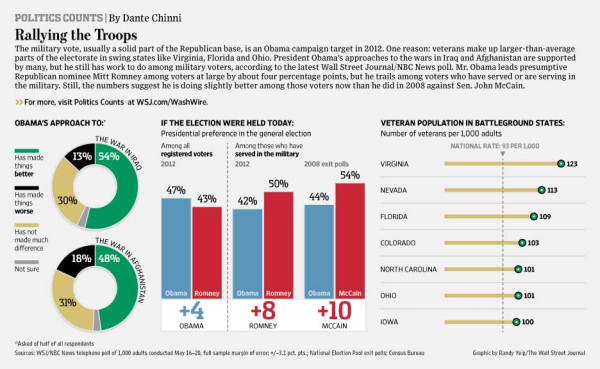 POLITICS COUNTS | By Dante Chinni
Rallying the Troops
The military vote, usually a solid part of the Republican base, is an Obama campaign target in 2012. One reason: veterans make up larger-than-average
parts of the electorate in swing states like Virginia, Florida and Ohio. President Obama's approaches to the wars in Iraq and Afghanistan are supported
by many, but he still has work to do among military voters, according to the latest Wall Street Journal/NBC News poll. Mr. Obama leads presumptive
Republican nominee Mitt Romney among voters at large by about four percentage points, but he trails among voters who have served or are serving in
the military. Still, the numbers suggest he is doing slightly better among those voters now than he did in 2008 against Sen. John McCain.
>> For more, visit Politics Counts at WSJ.com/WashWire.
OBAMA'S APPROACH TO:*
Has made
things
better
Has made
things
worse
Has not
made much
difference
Not sure
THE WAR IN IRAQ
13%
54%
30%
THE WAR IN AFGHANISTAN
18%
48%
31%
IF THE ELECTION WERE HELD TODAY:
Presidential preference in the general election
Among all
registered voters
2012
47%
43%
Obama
Romney
+4
OBAMA
Among those who have
served in the military
2012
42%
50%
Obama
Romney
+8
ROMNEY
2008 exit polls
44%
54%
Obama
McCain
+10
MCCAIN
VETERAN POPULATION IN BATTLEGROUND STATES:
Number of veterans per 1,000 adults
NATIONAL RATE: 93 PER 1,000
VIRGINIA 123
NEVADA 113
FLORIDA 109
COLORADO 103
NORTH CAROLINA 101
OHIO 101
IOWA 100
*Asked of half of all respondents
Sources: WSJ/NBC News telephone poll of 1,000 adults conducted May 16–20, full sample margin of error: +/–3.1 pct. pts.; National Election Pool exit polls; Census Bureau
Graphic by Randy Yeip/The Wall Street Journal